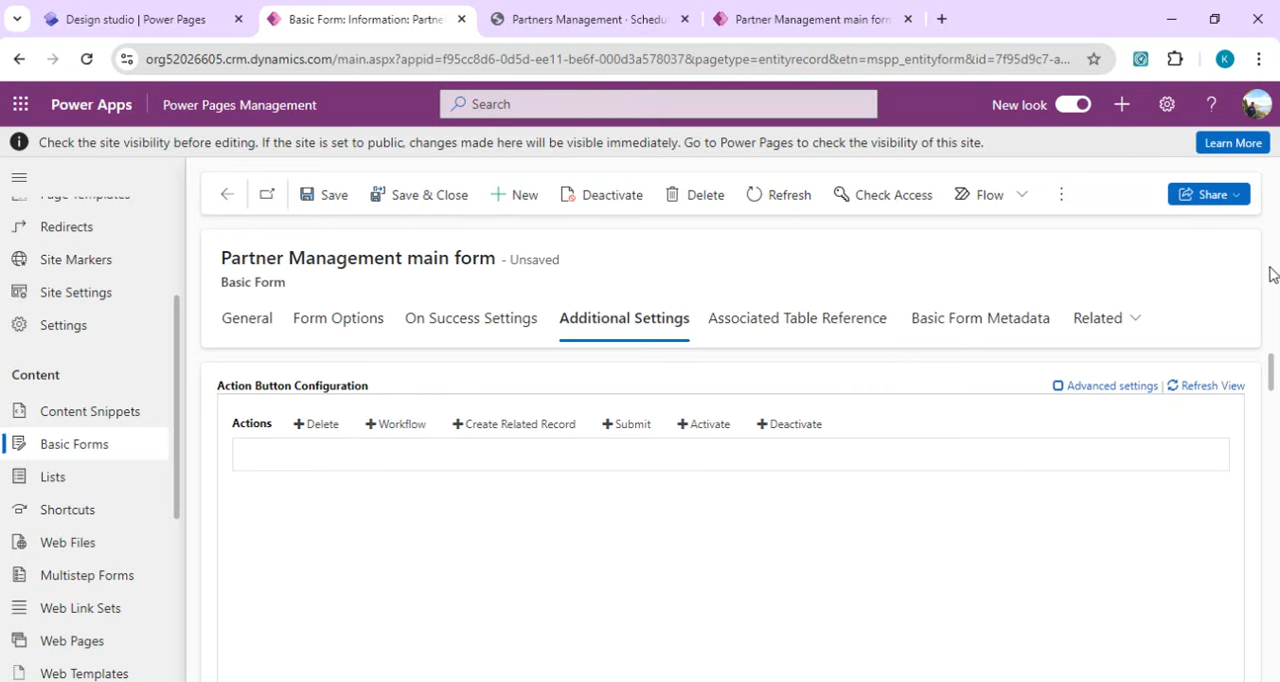 Design studio | Power Pages
Basic Form: Information: Partne
Partners Management · Schedu
Partner Management main form
org52026605.crm.dynamics.com/main.aspx?appid=f95cc8d6-0d5d-ee11-be6f-000d3a578037&pagetype=entityrecord&etn=mspp_entityform&id=7f95d9c7-a...
K
Power Apps
Power Pages Management
Search
New look
Check the site visibility before editing. If the site is set to public, changes made here will be visible immediately. Go to Power Pages to check the visibility of this site.
Learn More
Page Templates
Redirects
Site Markers
Site Settings
Settings
Content
Content Snippets
Basic Forms
Lists
Shortcuts
Web Files
Multistep Forms
Web Link Sets
Web Pages
Web Templates
Save
Save & Close
New
Deactivate
Delete
Refresh
Check Access
Flow
Share
Partner Management main form - Unsaved
Basic Form
General
Form Options
On Success Settings
Additional Settings
Associated Table Reference
Basic Form Metadata
Related
Action Button Configuration
Advanced settings | Refresh View
Actions
Delete
Workflow
Create Related Record
Submit
Activate
Deactivate